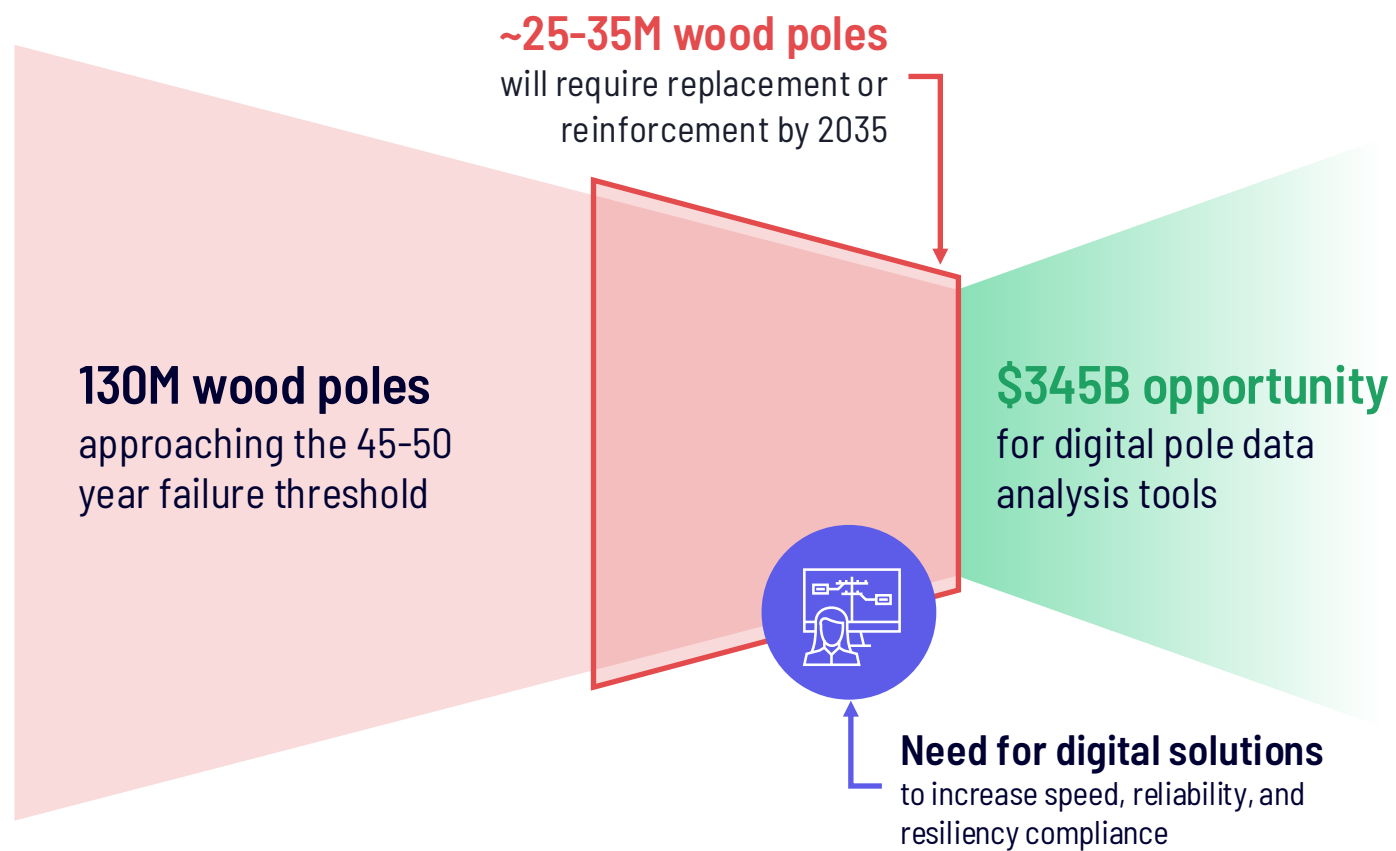 ~25-35M wood poles
will require replacement or
reinforcement by 2035
130M wood poles
approaching the 45-50
year failure threshold
$345B opportunity
for digital pole data
analysis tools
Need for digital solutions
to increase speed, reliability, and
resiliency compliance